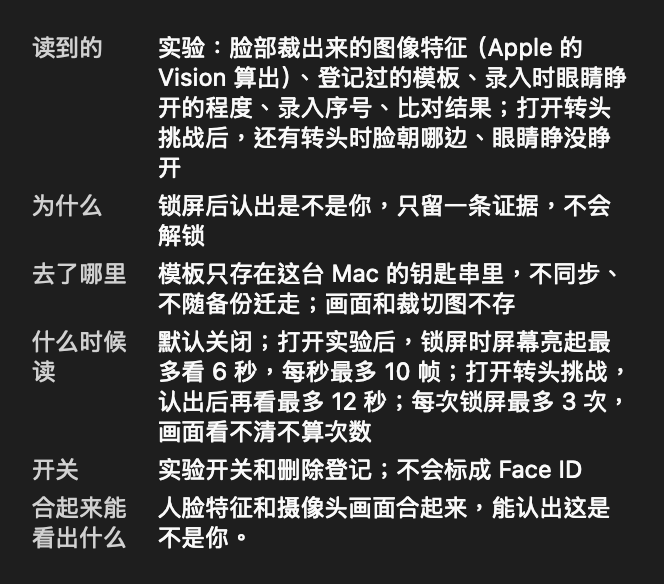 读到的
实验：脸部裁出来的图像特征（Apple 的
Vision 算出）、登记过的模板、录入时眼睛睁
开的程度、录入序号、比对结果；打开转头
挑战后，还有转头时脸朝哪边、眼睛睁没睁
开
为什么
锁屏后认出是不是你，只留一条证据，不会
解锁
去了哪里
模板只存在这台 Mac 的钥匙串里，不同步、
不随备份迁走；画面和裁切图不存
什么时候
读
默认关闭；打开实验后，锁屏时屏幕亮起最
多看 6 秒，每秒最多 10 帧；打开转头挑战，
认出后再看最多 12 秒；每次锁屏最多 3 次，
画面看不清不算次数
开关
实验开关和删除登记；不会标成 Face ID
合起来能
看出什么
人脸特征和摄像头画面合起来，能认出这是
不是你。